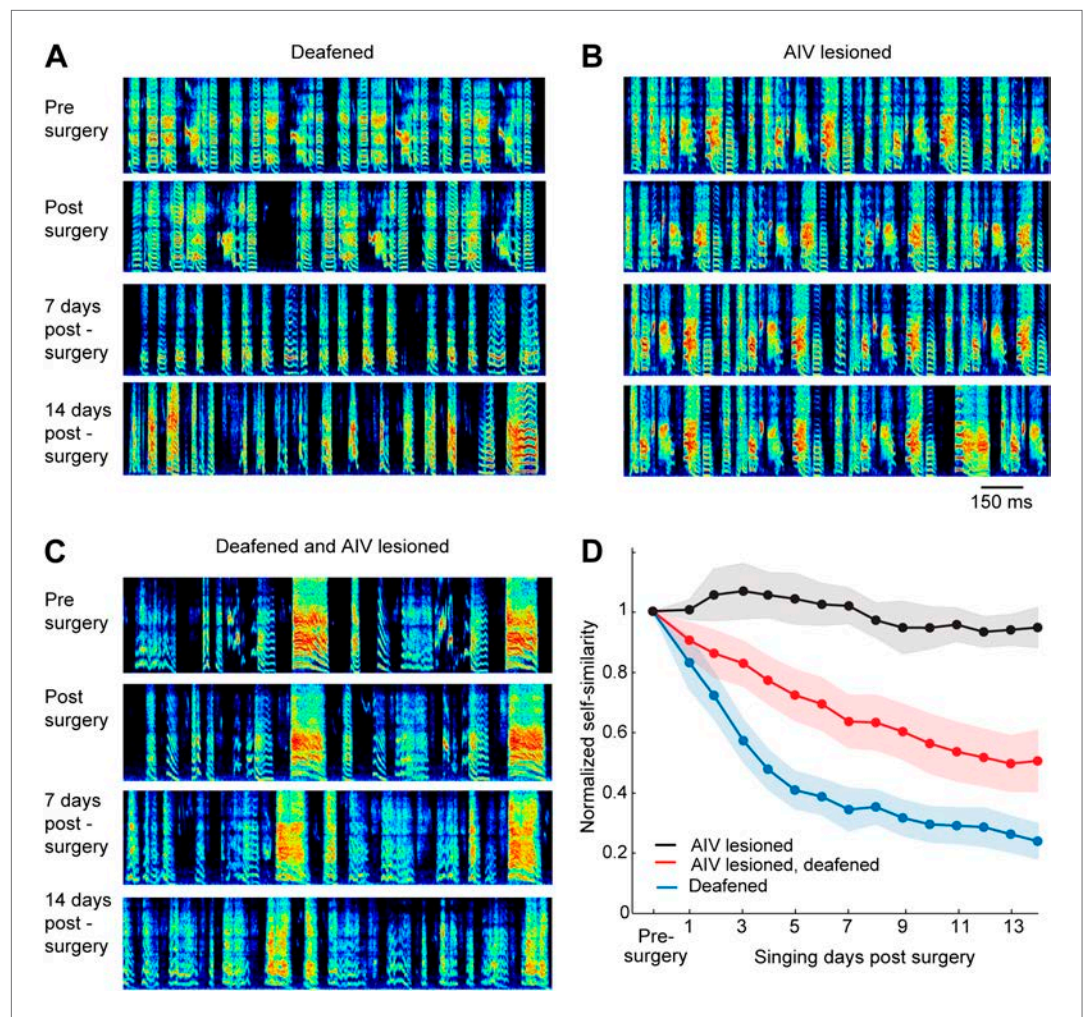 A
Deafened
Pre
surgery
Post
surgery
7 days
post -
surgery
14 days
post -
surgery
B
AIV lesioned
150 ms
C
Deafened and AIV lesioned
Pre
surgery
Post
surgery
7 days
post -
surgery
14 days
post -
surgery
D
Normalized self-similarity
1
0.8
0.6
0.4
0.2
0
AIV lesioned
AIV lesioned, deafened
Deafened
Pre-
surgery
1 3 5 7 9 11 13
Singing days post surgery